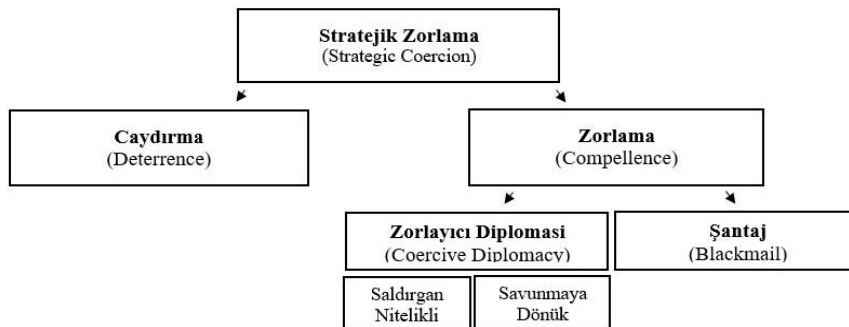 Stratejik Zorlama
(Strategic Coercion)
Caydırma
(Deterrence)
Zorlama
(Compellence)
Zorlayıcı Diplomasi
(Coercive Diplomacy)
Şantaj
(Blackmail)
Saldırgan
Nitelikli
Savunmaya
Dönük